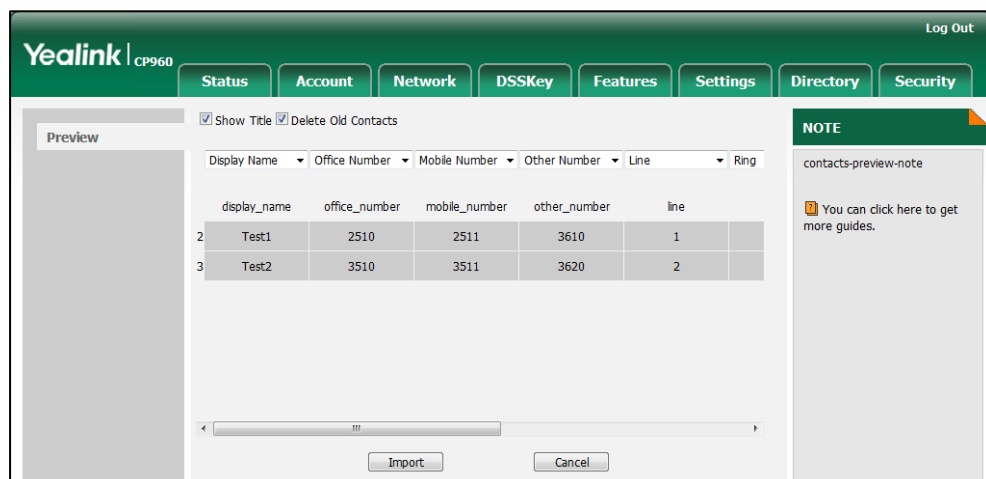 Log Out
Yealink CP960
Status Account Network DSSKey Features Settings Directory Security
Preview
Show Title Delete Old Contacts
Display Name Office Number Mobile Number Other Number Line Ring
display_name office_number mobile_number other_number line
2 Test1 2510 2511 3610 1
3 Test2 3510 3511 3620 2
Import Cancel
NOTE
contacts-preview-note
You can click here to get
more guides.